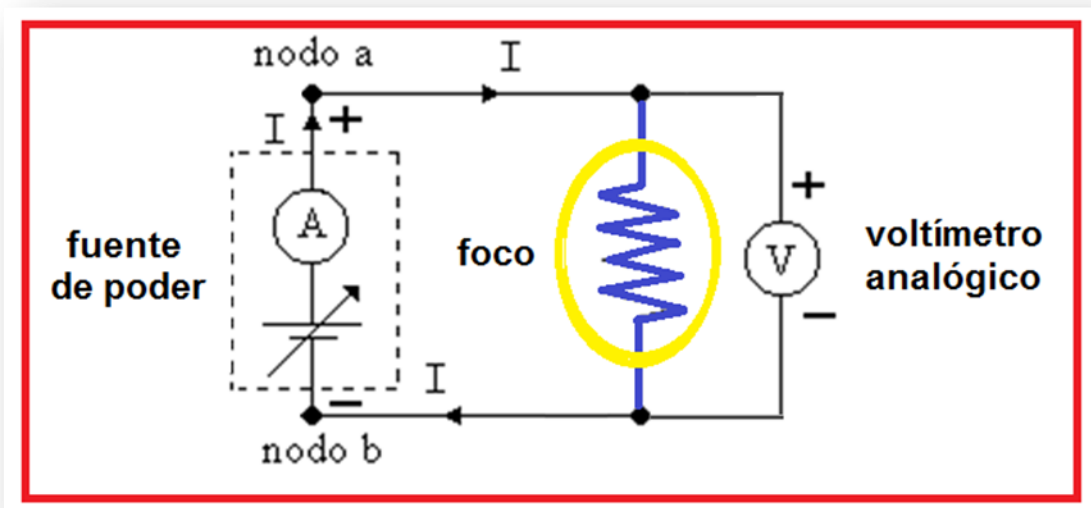 nodo a
I
I
+
A
fuente
de poder
foco
+
V
voltímetro
analógico
−
I
−
nodo b